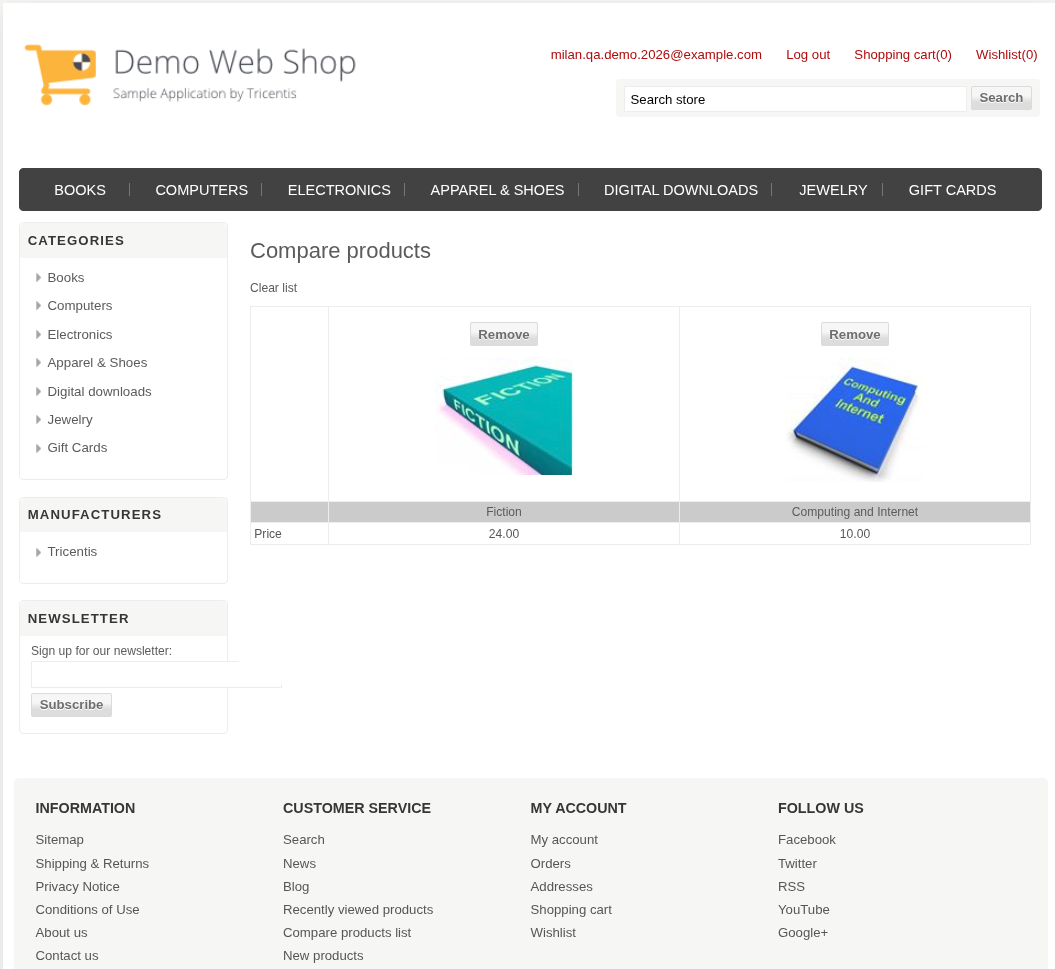 Demo Web Shop
Sample Application by Tricentis
milan.qa.demo.2026@example.com Log out Shopping cart(0) Wishlist(0)
Search store Search
BOOKS COMPUTERS ELECTRONICS APPAREL & SHOES DIGITAL DOWNLOADS JEWELRY GIFT CARDS
CATEGORIES
Books
Computers
Electronics
Apparel & Shoes
Digital downloads
Jewelry
Gift Cards
MANUFACTURERS
Tricentis
NEWSLETTER
Sign up for our newsletter:
Subscribe
Compare products
Clear list
Remove Remove
FICTION
FICTION
Computing
And
Internet
Fiction Computing and Internet
Price 24.00 10.00
INFORMATION
Sitemap
Shipping & Returns
Privacy Notice
Conditions of Use
About us
Contact us
CUSTOMER SERVICE
Search
News
Blog
Recently viewed products
Compare products list
New products
MY ACCOUNT
My account
Orders
Addresses
Shopping cart
Wishlist
FOLLOW US
Facebook
Twitter
RSS
YouTube
Google+